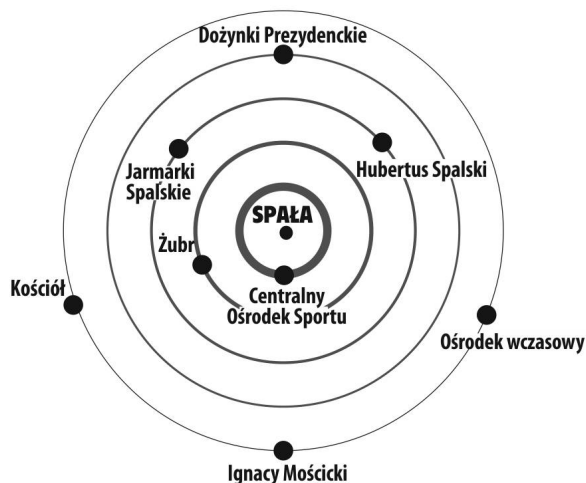 Dożynki Prezydenckie
Jarmarki
Spalskie
Hubertus Spalski
SPAŁA
Żubr
Centralny
Ośrodek Sportu
Kościół
Ośrodek wczasowy
Ignacy Mościcki